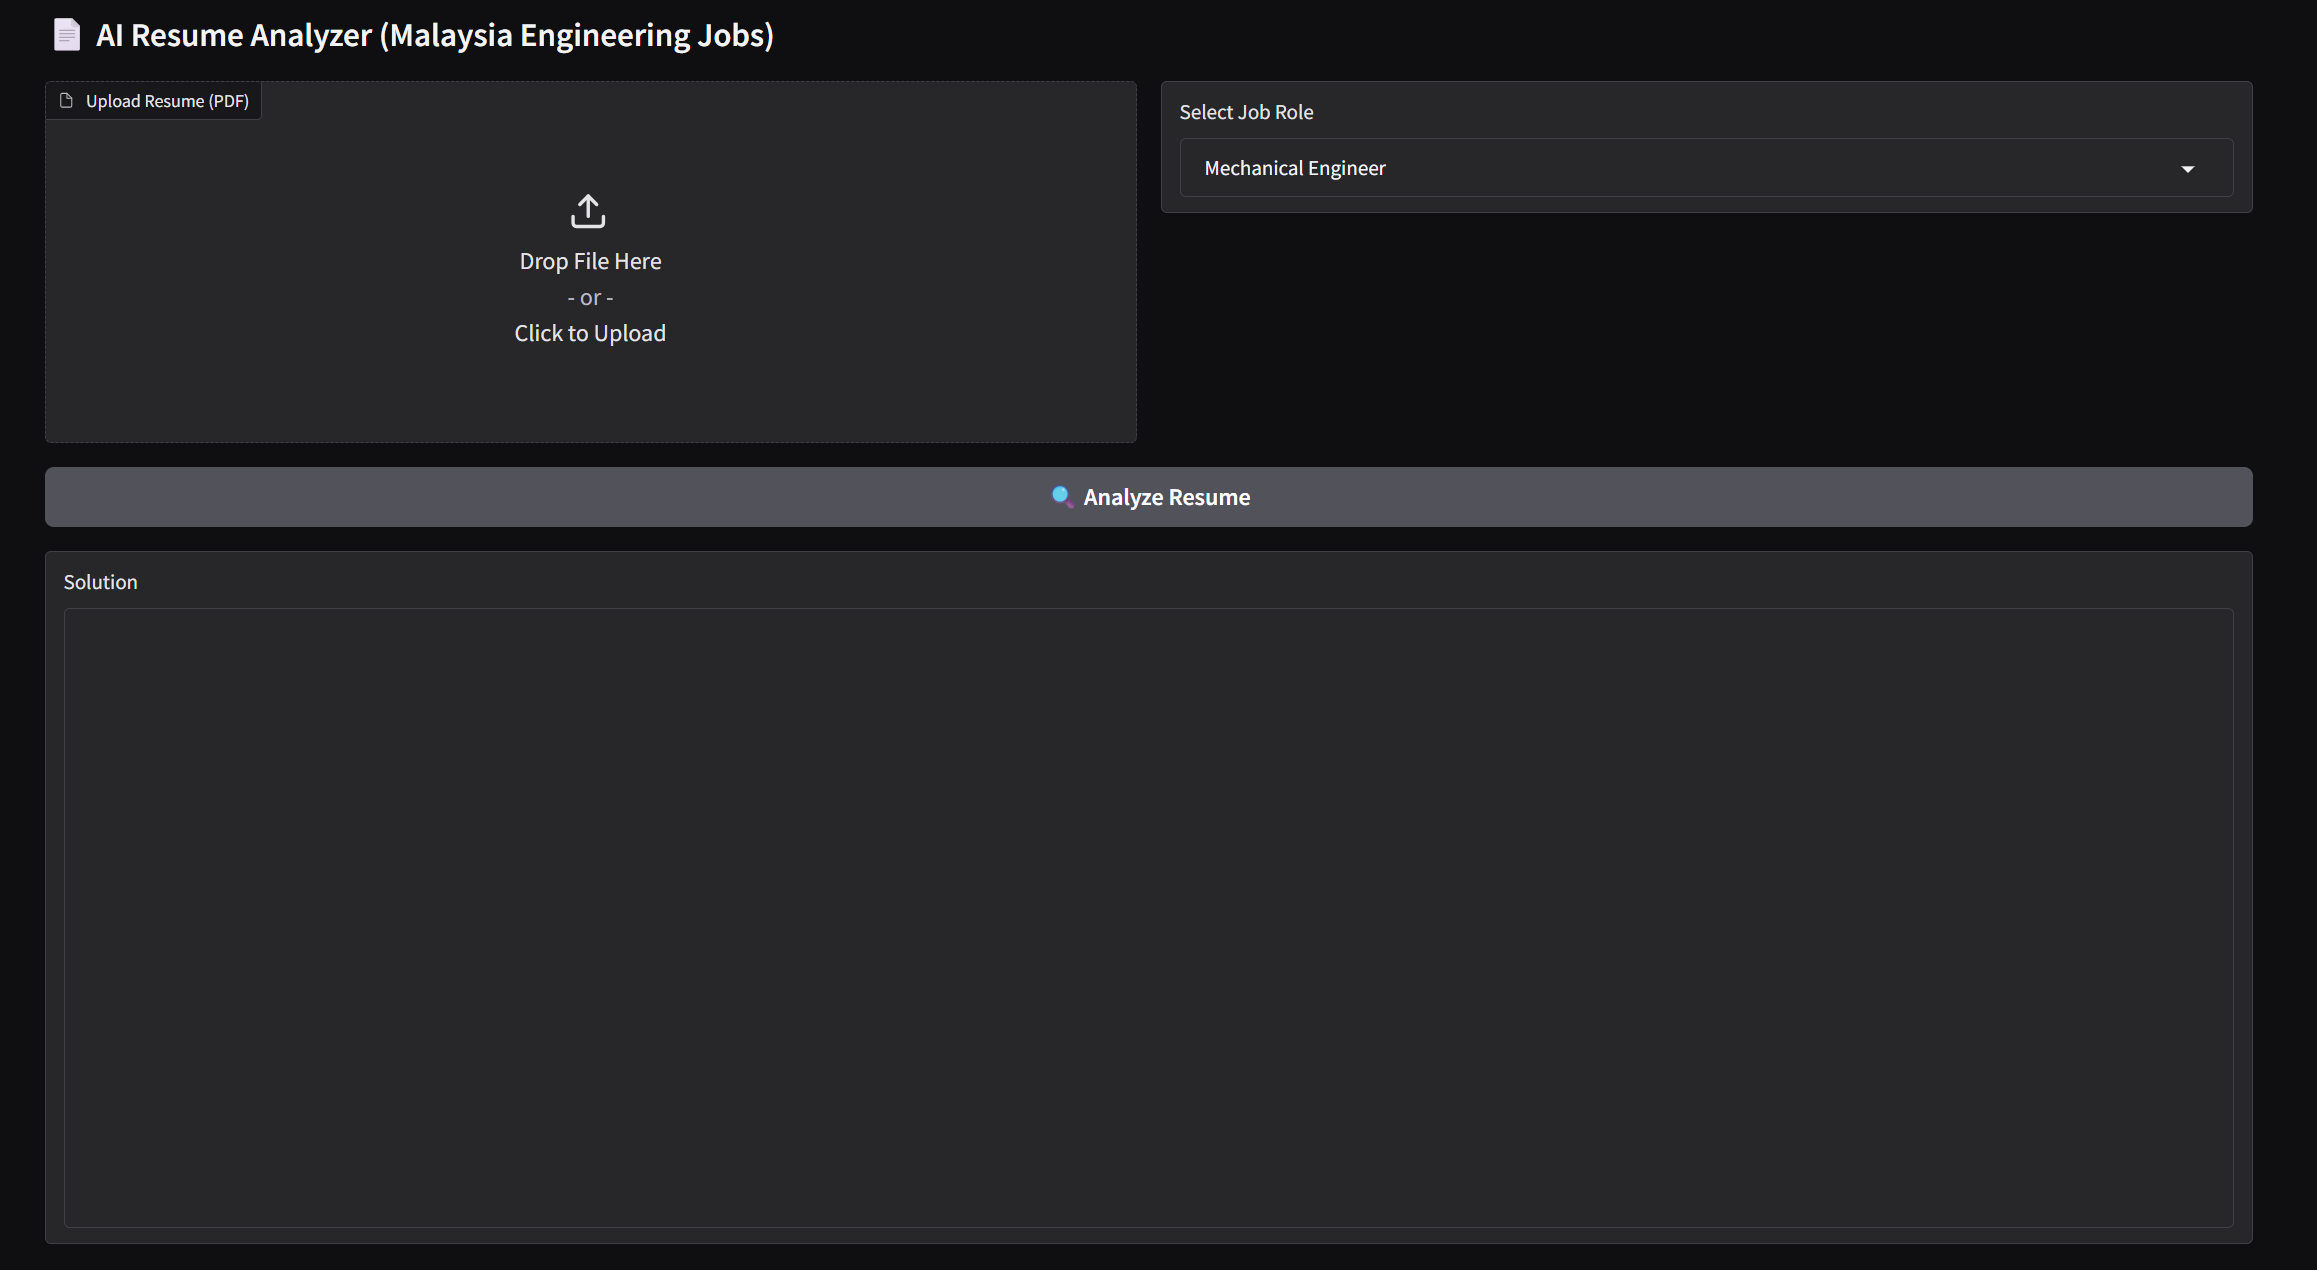 AI Resume Analyzer (Malaysia Engineering Jobs)
Upload Resume (PDF)
Drop File Here
- or -
Click to Upload
Select Job Role
Mechanical Engineer
Analyze Resume
Solution